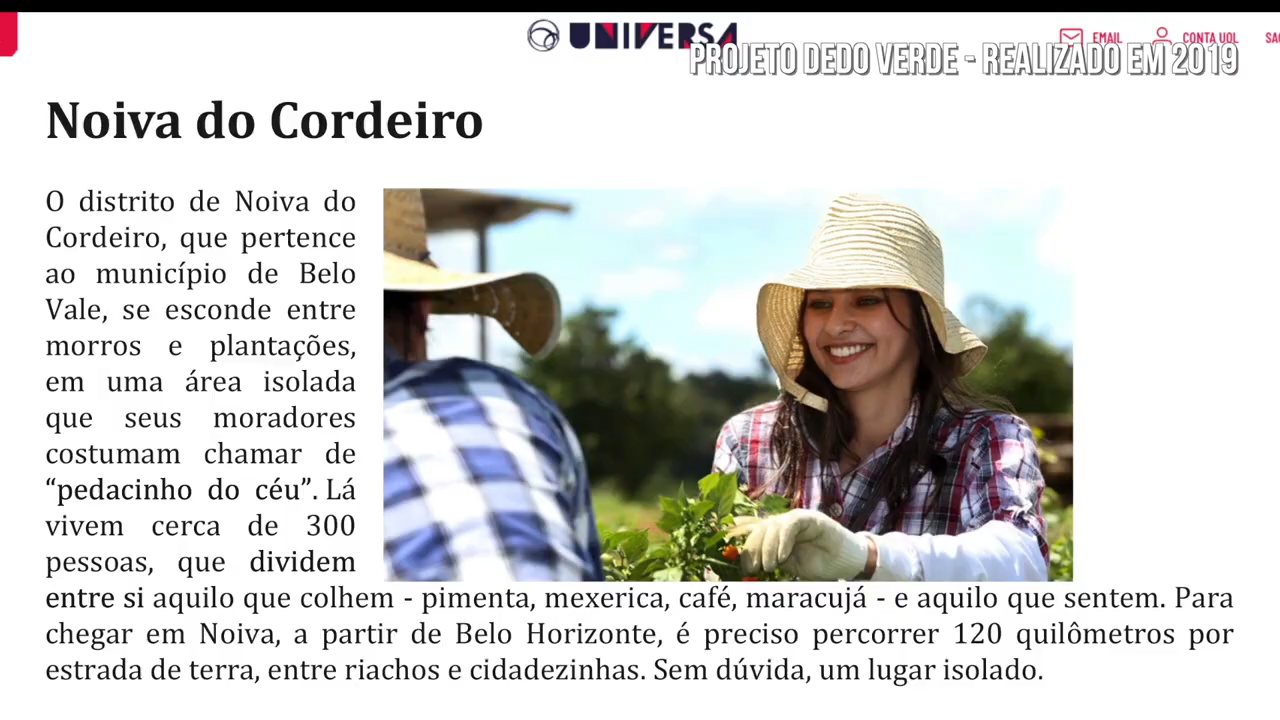 UNIVERSA
EMAIL
CONTA UOL
PROJETO DEDO VERDE - REALIZADO EM 2019
Noiva do Cordeiro
O distrito de Noiva do
Cordeiro, que pertence
ao município de Belo
Vale, se esconde entre
morros e plantações,
em uma área isolada
que seus moradores
costumam chamar de
“pedacinho do céu”. Lá
vivem cerca de 300
pessoas, que dividem
entre si aquilo que colhem - pimenta, mexerica, café, maracujá - e aquilo que sentem. Para
chegar em Noiva, a partir de Belo Horizonte, é preciso percorrer 120 quilômetros por
estrada de terra, entre riachos e cidadezinhas. Sem dúvida, um lugar isolado.